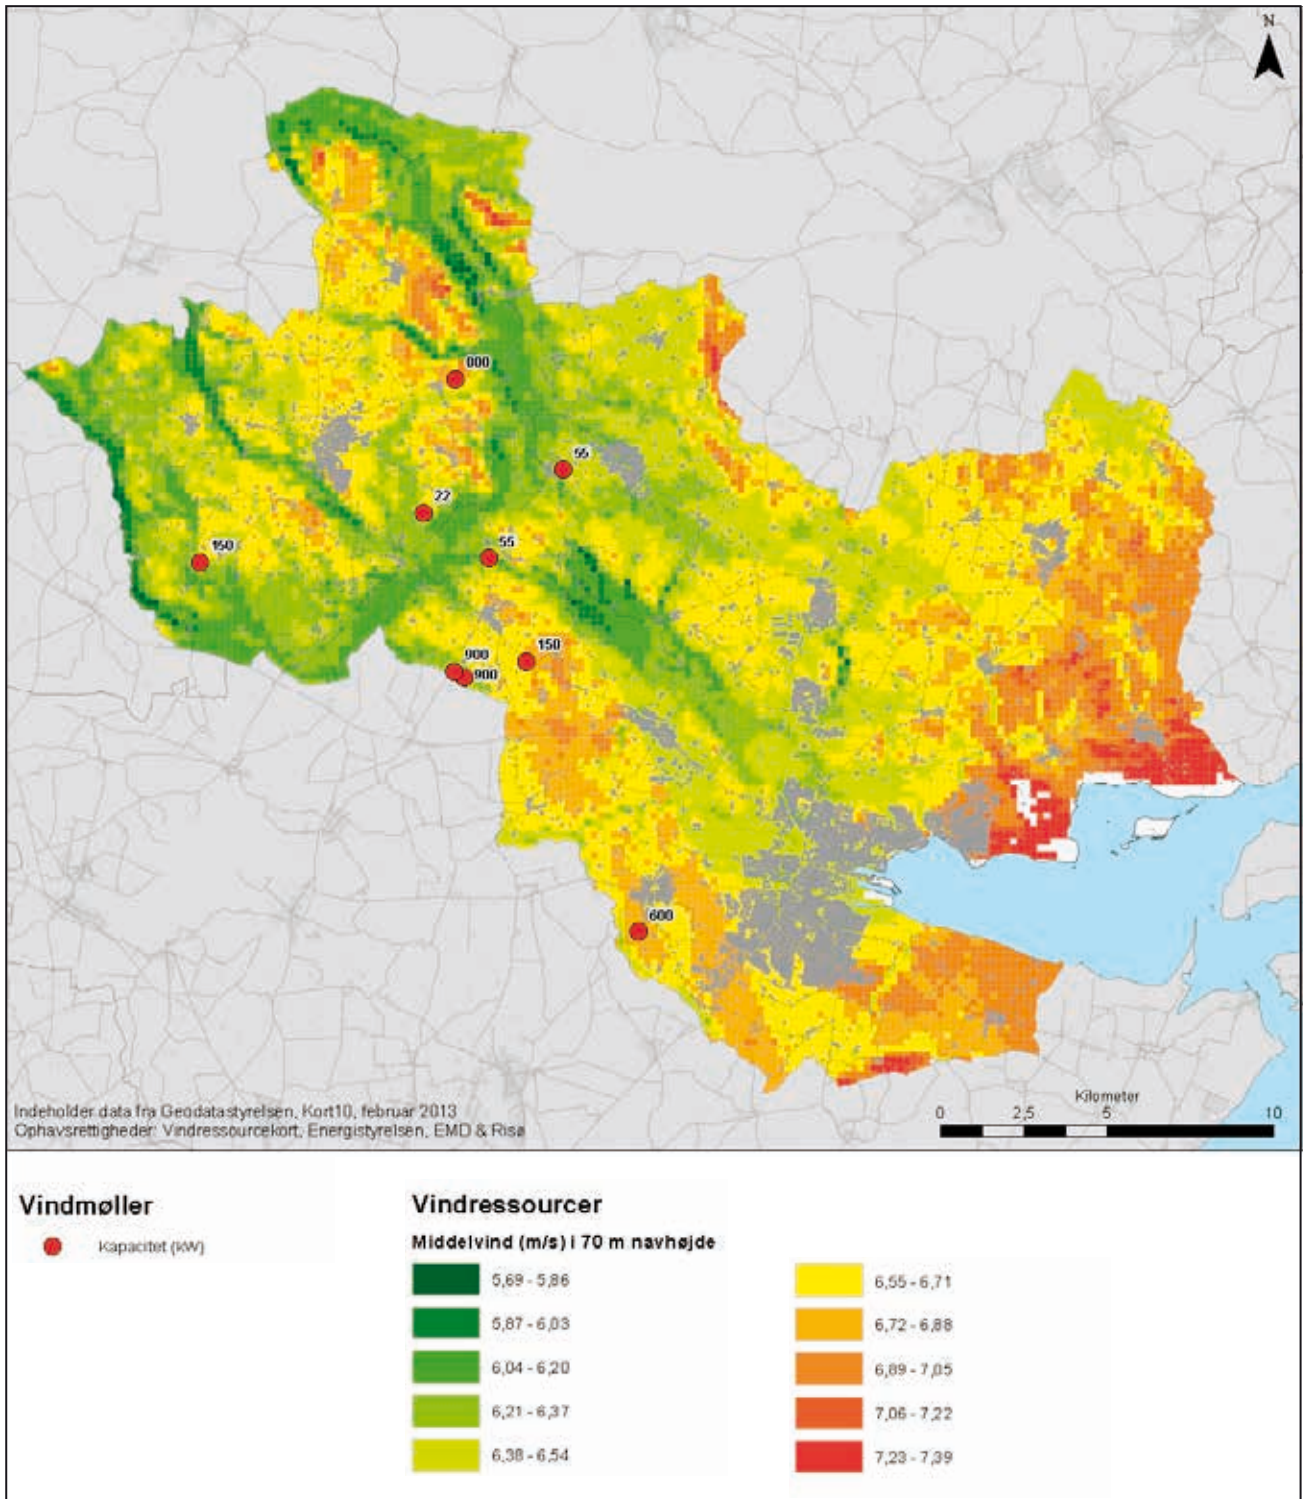 N
000
55
22
55
150
150
900
900
600
Kilometer
0 2,5 5 10
Indeholder data fra Geodatastyrelsen, Kort10, februar 2013
Ophavsrettigheder: Vindressourcekort, Energistyrelsen, EMD & Risø
Vindmøller
Kapacitet (kW)
Vindressourcer
Middelvind (m/s) i 70 m navhøjde
5,69 - 5,86
5,87 - 6,03
6,04 - 6,20
6,21 - 6,37
6,38 - 6,54
6,55 - 6,71
6,72 - 6,88
6,89 - 7,05
7,06 - 7,22
7,23 - 7,39